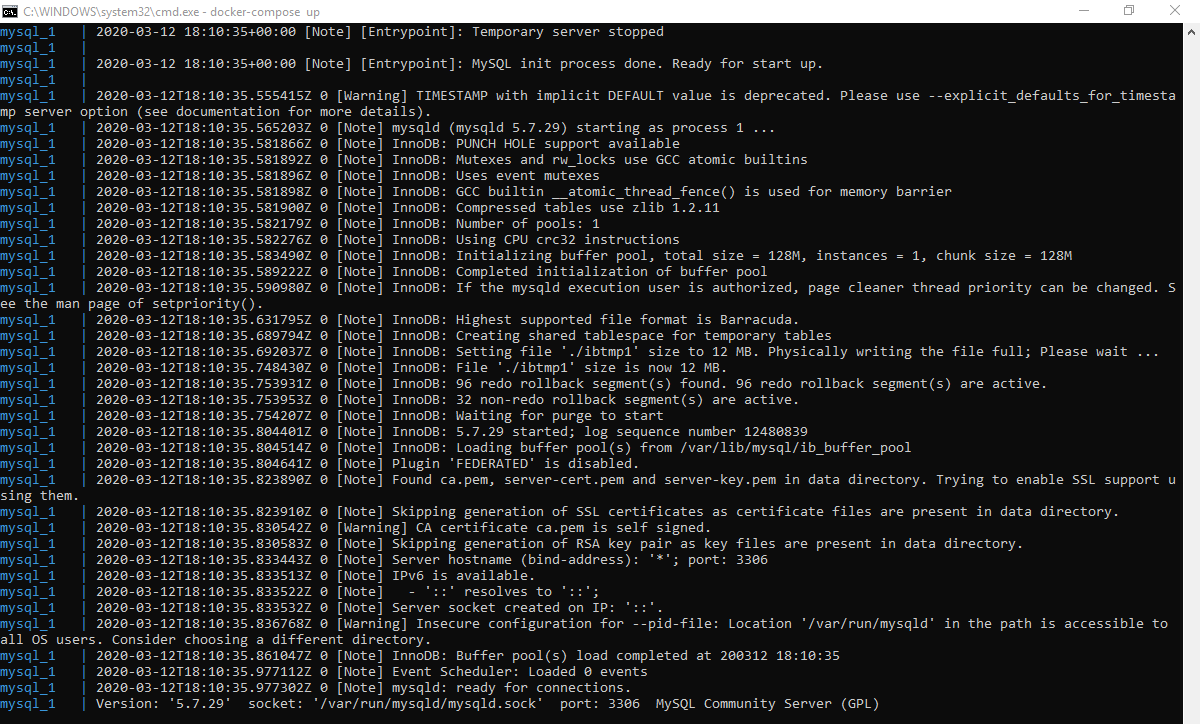 C:\WINDOWS\system32\cmd.exe - docker-compose  up
mysql_1   | 2020-03-12 18:10:35+00:00 [Note] [Entrypoint]: Temporary server stopped
mysql_1   |
mysql_1   | 2020-03-12 18:10:35+00:00 [Note] [Entrypoint]: MySQL init process done. Ready for start up.
mysql_1   |
mysql_1   | 2020-03-12T18:10:35.555415Z 0 [Warning] TIMESTAMP with implicit DEFAULT value is deprecated. Please use --explicit_defaults_for_timesta
mp server option (see documentation for more details).
mysql_1   | 2020-03-12T18:10:35.565203Z 0 [Note] mysqld (mysqld 5.7.29) starting as process 1 ...
mysql_1   | 2020-03-12T18:10:35.581866Z 0 [Note] InnoDB: PUNCH HOLE support available
mysql_1   | 2020-03-12T18:10:35.581892Z 0 [Note] InnoDB: Mutexes and rw_locks use GCC atomic builtins
mysql_1   | 2020-03-12T18:10:35.581896Z 0 [Note] InnoDB: Uses event mutexes
mysql_1   | 2020-03-12T18:10:35.581898Z 0 [Note] InnoDB: GCC builtin __atomic_thread_fence() is used for memory barrier
mysql_1   | 2020-03-12T18:10:35.581900Z 0 [Note] InnoDB: Compressed tables use zlib 1.2.11
mysql_1   | 2020-03-12T18:10:35.582179Z 0 [Note] InnoDB: Number of pools: 1
mysql_1   | 2020-03-12T18:10:35.582276Z 0 [Note] InnoDB: Using CPU crc32 instructions
mysql_1   | 2020-03-12T18:10:35.583490Z 0 [Note] InnoDB: Initializing buffer pool, total size = 128M, instances = 1, chunk size = 128M
mysql_1   | 2020-03-12T18:10:35.589222Z 0 [Note] InnoDB: Completed initialization of buffer pool
mysql_1   | 2020-03-12T18:10:35.590980Z 0 [Note] InnoDB: If the mysqld execution user is authorized, page cleaner thread priority can be changed. S
ee the man page of setpriority().
mysql_1   | 2020-03-12T18:10:35.631795Z 0 [Note] InnoDB: Highest supported file format is Barracuda.
mysql_1   | 2020-03-12T18:10:35.689794Z 0 [Note] InnoDB: Creating shared tablespace for temporary tables
mysql_1   | 2020-03-12T18:10:35.692037Z 0 [Note] InnoDB: Setting file './ibtmp1' size to 12 MB. Physically writing the file full; Please wait ...
mysql_1   | 2020-03-12T18:10:35.748430Z 0 [Note] InnoDB: File './ibtmp1' size is now 12 MB.
mysql_1   | 2020-03-12T18:10:35.753931Z 0 [Note] InnoDB: 96 redo rollback segment(s) found. 96 redo rollback segment(s) are active.
mysql_1   | 2020-03-12T18:10:35.753953Z 0 [Note] InnoDB: 32 non-redo rollback segment(s) are active.
mysql_1   | 2020-03-12T18:10:35.754207Z 0 [Note] InnoDB: Waiting for purge to start
mysql_1   | 2020-03-12T18:10:35.804401Z 0 [Note] InnoDB: 5.7.29 started; log sequence number 12480839
mysql_1   | 2020-03-12T18:10:35.804514Z 0 [Note] InnoDB: Loading buffer pool(s) from /var/lib/mysql/ib_buffer_pool
mysql_1   | 2020-03-12T18:10:35.804641Z 0 [Note] Plugin 'FEDERATED' is disabled.
mysql_1   | 2020-03-12T18:10:35.823890Z 0 [Note] Found ca.pem, server-cert.pem and server-key.pem in data directory. Trying to enable SSL support u
sing them.
mysql_1   | 2020-03-12T18:10:35.823910Z 0 [Note] Skipping generation of SSL certificates as certificate files are present in data directory.
mysql_1   | 2020-03-12T18:10:35.830542Z 0 [Warning] CA certificate ca.pem is self signed.
mysql_1   | 2020-03-12T18:10:35.830583Z 0 [Note] Skipping generation of RSA key pair as key files are present in data directory.
mysql_1   | 2020-03-12T18:10:35.833443Z 0 [Note] Server hostname (bind-address): '*'; port: 3306
mysql_1   | 2020-03-12T18:10:35.833513Z 0 [Note] IPv6 is available.
mysql_1   | 2020-03-12T18:10:35.833522Z 0 [Note]   - '::' resolves to '::';
mysql_1   | 2020-03-12T18:10:35.833532Z 0 [Note] Server socket created on IP: '::'.
mysql_1   | 2020-03-12T18:10:35.836768Z 0 [Warning] Insecure configuration for --pid-file: Location '/var/run/mysqld' in the path is accessible to
all OS users. Consider choosing a different directory.
mysql_1   | 2020-03-12T18:10:35.861047Z 0 [Note] InnoDB: Buffer pool(s) load completed at 200312 18:10:35
mysql_1   | 2020-03-12T18:10:35.977112Z 0 [Note] Event Scheduler: Loaded 0 events
mysql_1   | 2020-03-12T18:10:35.977302Z 0 [Note] mysqld: ready for connections.
mysql_1   | Version: '5.7.29'  socket: '/var/run/mysqld/mysqld.sock'  port: 3306  MySQL Community Server (GPL)